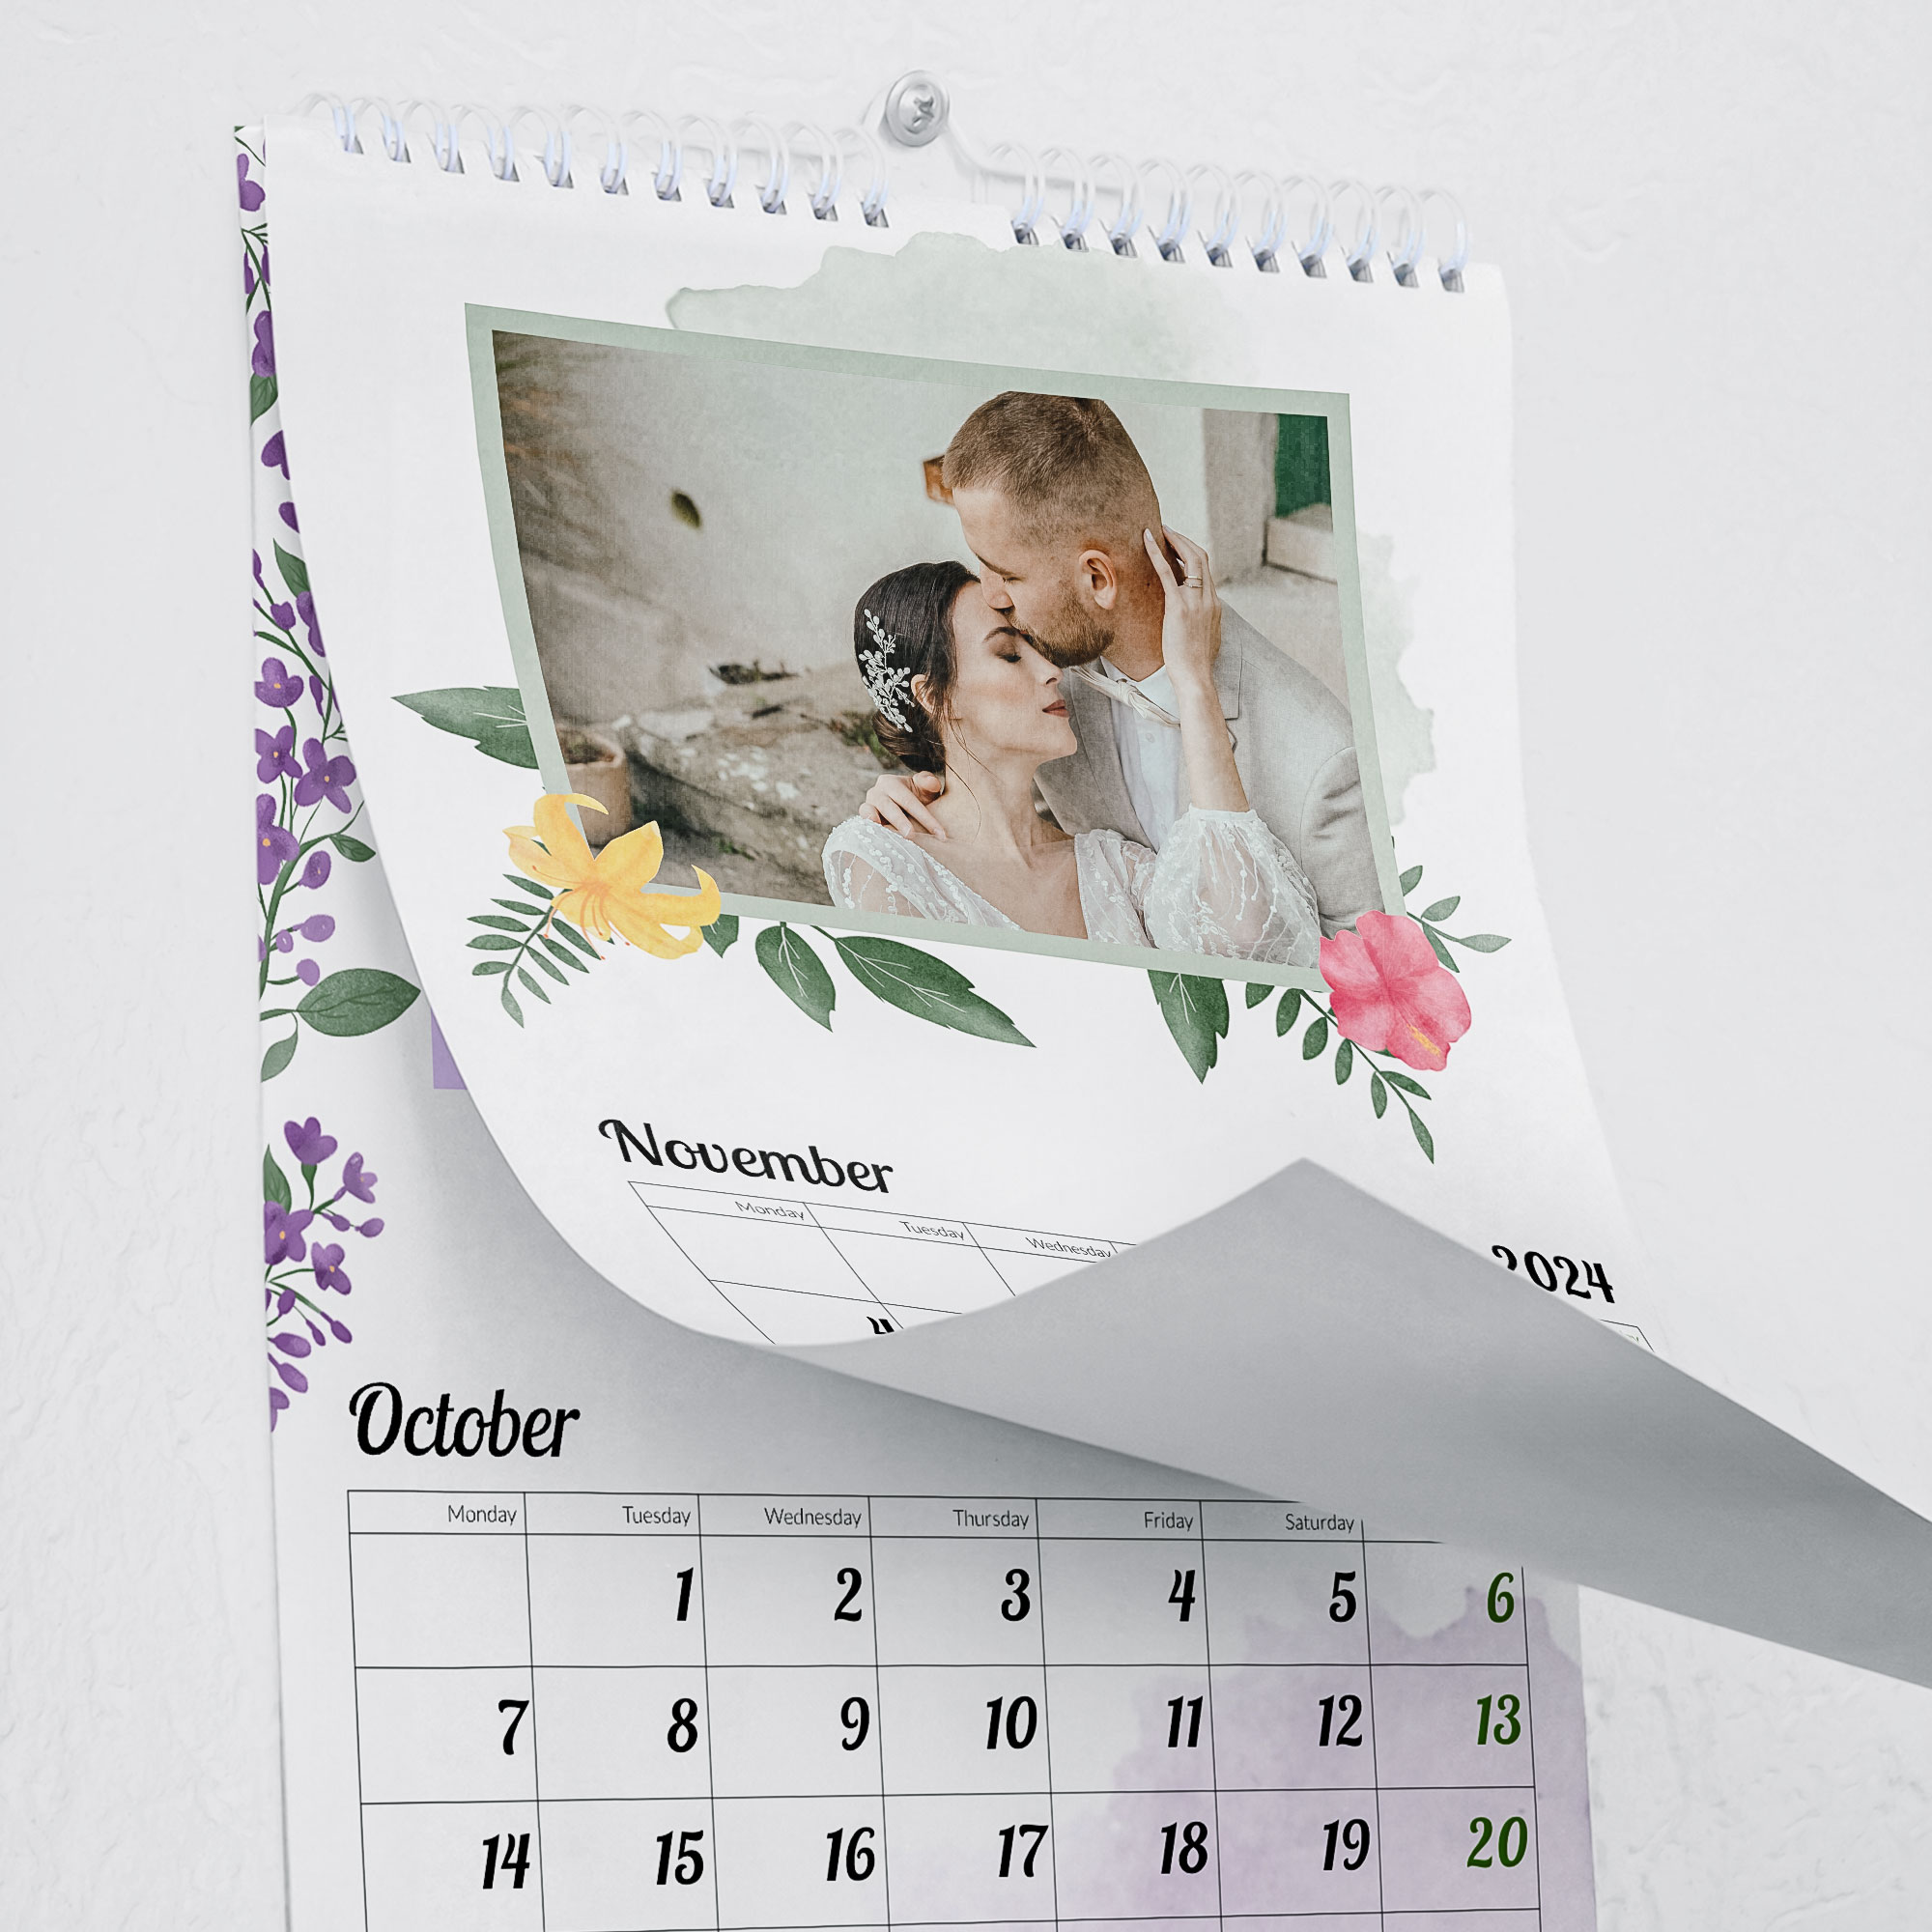 November
2024
Monday Tuesday Wednesday
4
October
Monday Tuesday Wednesday Thursday Friday Saturday
1 2 3 4 5 6
7 8 9 10 11 12 13
14 15 16 17 18 19 20